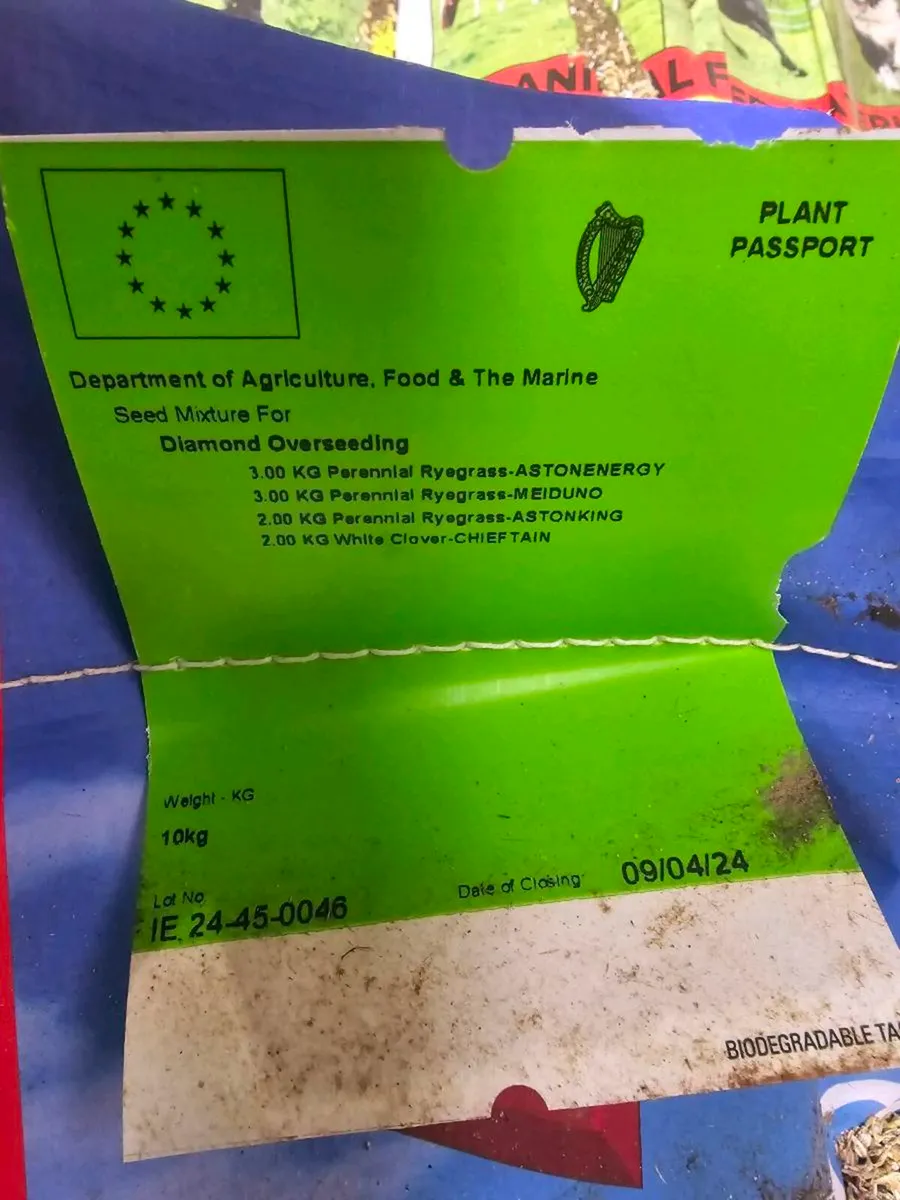 ANIMAL F
PLANT
PASSPORT
Department of Agriculture, Food & The Marine
Seed Mixture For
Diamond Overseeding
3.00 KG Perennial Ryegrass-ASTONENERGY
3.00 KG Perennial Ryegrass-MEIDUNO
2.00 KG Perennial Ryegrass-ASTONKING
2.00 KG White Clover-CHIEFTAIN
Weight - KG
10kg
Lot No
Date of Closing
09/04/24
IE 24-45-0046
BIODEGRADABLE TA